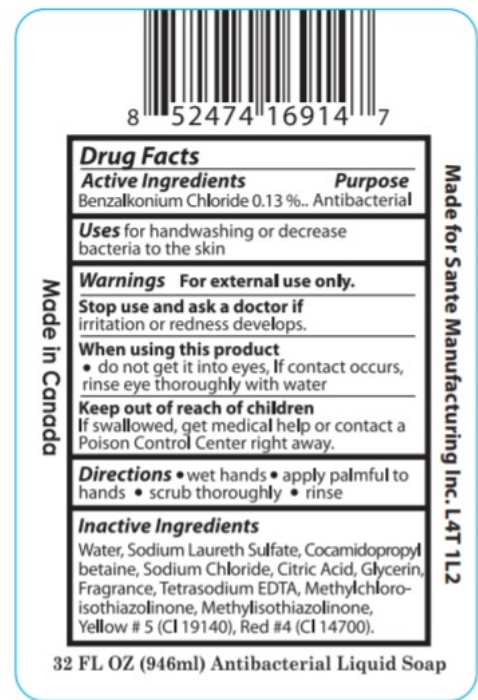 8 52474 16914 7
Drug Facts
Active Ingredients Purpose
Benzalkonium Chloride 0.13 %.. Antibacterial
Uses for handwashing or decrease
bacteria to the skin
Warnings For external use only.
Stop use and ask a doctor if
irritation or redness develops.
When using this product
• do not get it into eyes, If contact occurs,
rinse eye thoroughly with water
Keep out of reach of children
If swallowed, get medical help or contact a
Poison Control Center right away.
Directions • wet hands • apply palmful to
hands • scrub thoroughly • rinse
Inactive Ingredients
Water, Sodium Laureth Sulfate, Cocamidopropyl
betaine, Sodium Chloride, Citric Acid, Glycerin,
Fragrance, Tetrasodium EDTA, Methylchloro-
isothiazolinone, Methylisothiazolinone,
Yellow # 5 (Cl 19140), Red #4 (Cl 14700).
Made in Canada
Made for Sante Manufacturing Inc. L4T 1L2
32 FL OZ (946ml) Antibacterial Liquid Soap